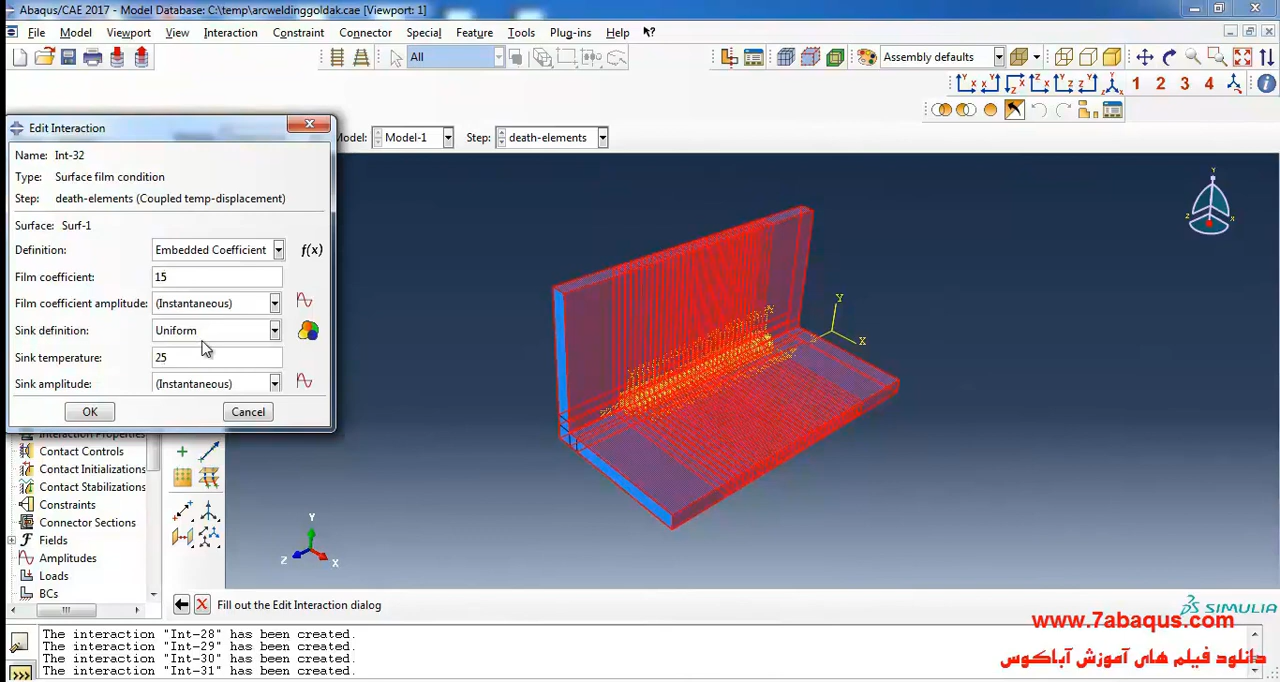 Abaqus/CAE 2017 - Model Database: C:\temp\arcweldinggoldak.cae [Viewport: 1]
File Model Viewport View Interaction Constraint Connector Special Feature Tools Plug-ins Help
All
Assembly defaults
1 2 3 4
Edit Interaction
Model: Model-1 Step: death-elements
Name: Int-32
Type: Surface film condition
Step: death-elements (Coupled temp-displacement)
Surface: Surf-1
Definition: Embedded Coefficient f(x)
Film coefficient: 15
Film coefficient amplitude: (Instantaneous)
Sink definition: Uniform
Sink temperature: 25
Sink amplitude: (Instantaneous)
OK Cancel
Interaction Properties
Contact Controls
Contact Initializations
Contact Stabilizations
Constraints
Connector Sections
Fields
Amplitudes
Loads
BCs
Y
X
Y
Z
X
Y
Z
X
Fill out the Edit Interaction dialog
SIMULIA
www.7abaqus.com
دانلود فیلم های آموزش آباکوس
The interaction "Int-28" has been created.
The interaction "Int-29" has been created.
The interaction "Int-30" has been created.
The interaction "Int-31" has been created.